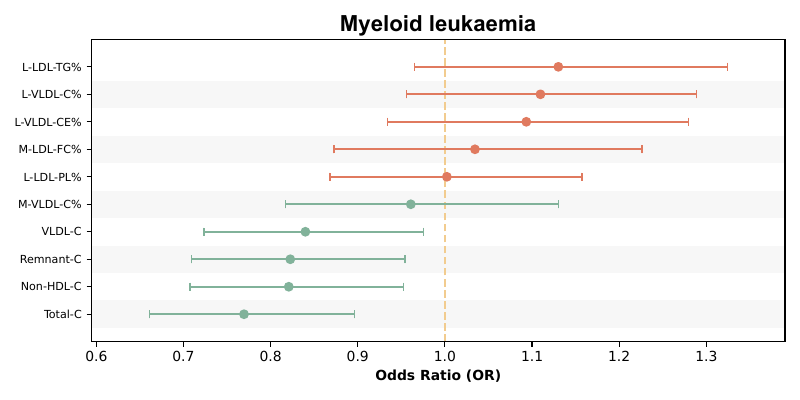 Myeloid leukaemia
L-LDL-TG%
L-VLDL-C%
L-VLDL-CE%
M-LDL-FC%
L-LDL-PL%
M-VLDL-C%
VLDL-C
Remnant-C
Non-HDL-C
Total-C
0.6 0.7 0.8 0.9 1.0 1.1 1.2 1.3
Odds Ratio (OR)